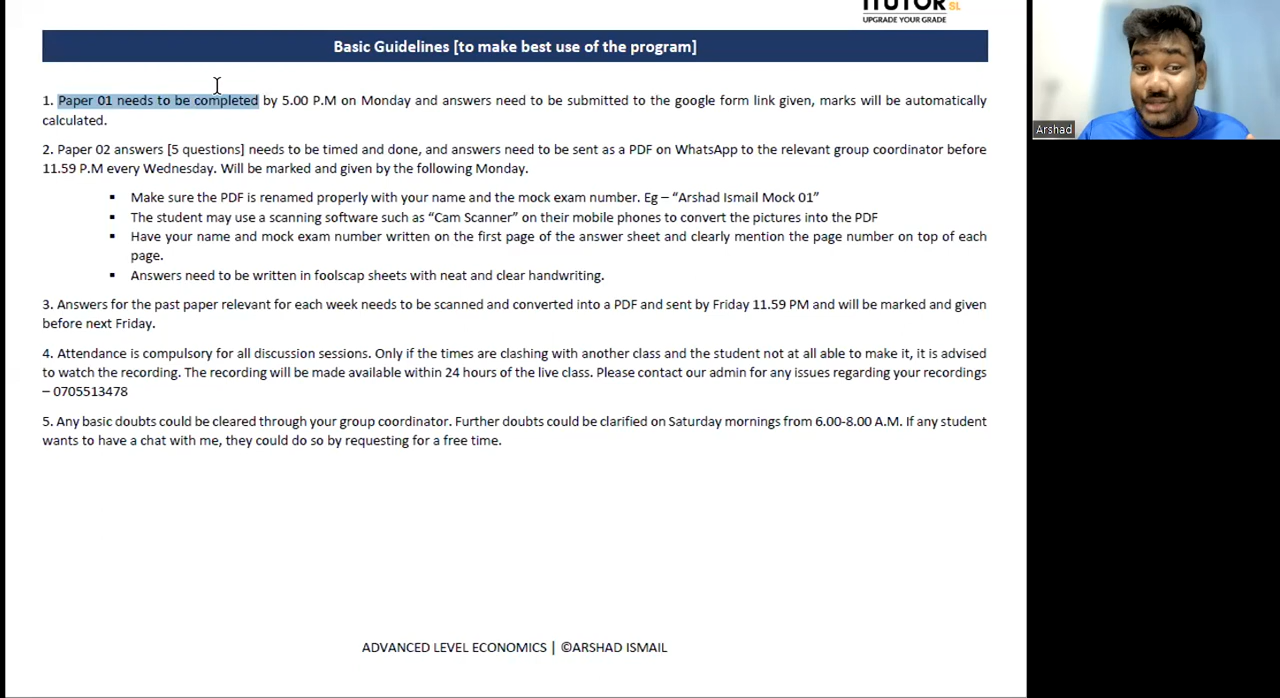 iTUTOR SL
UPGRADE YOUR GRADE
Basic Guidelines [to make best use of the program]
1. Paper 01 needs to be completed by 5.00 P.M on Monday and answers need to be submitted to the google form link given, marks will be automatically
calculated.
2. Paper 02 answers [5 questions] needs to be timed and done, and answers need to be sent as a PDF on WhatsApp to the relevant group coordinator before
11.59 P.M every Wednesday. Will be marked and given by the following Monday.
▪ Make sure the PDF is renamed properly with your name and the mock exam number. Eg – “Arshad Ismail Mock 01”
▪ The student may use a scanning software such as “Cam Scanner” on their mobile phones to convert the pictures into the PDF
▪ Have your name and mock exam number written on the first page of the answer sheet and clearly mention the page number on top of each
page.
▪ Answers need to be written in foolscap sheets with neat and clear handwriting.
3. Answers for the past paper relevant for each week needs to be scanned and converted into a PDF and sent by Friday 11.59 PM and will be marked and given
before next Friday.
4. Attendance is compulsory for all discussion sessions. Only if the times are clashing with another class and the student not at all able to make it, it is advised
to watch the recording. The recording will be made available within 24 hours of the live class. Please contact our admin for any issues regarding your recordings
– 0705513478
5. Any basic doubts could be cleared through your group coordinator. Further doubts could be clarified on Saturday mornings from 6.00-8.00 A.M. If any student
wants to have a chat with me, they could do so by requesting for a free time.
ADVANCED LEVEL ECONOMICS | ©ARSHAD ISMAIL
Arshad